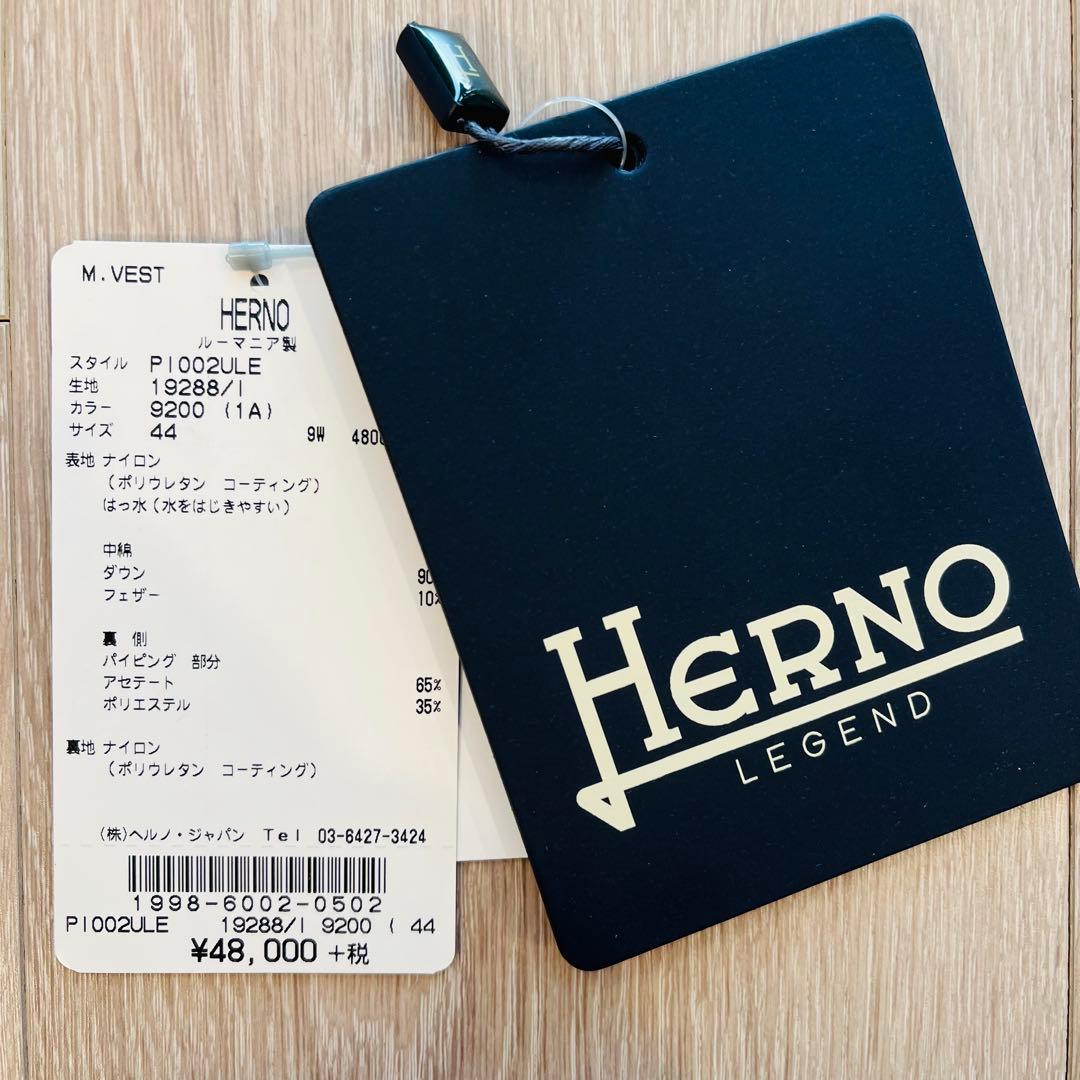 M.VEST
HERNO
ルーマニア製
スタイル PI002ULE
生地 19288/I
カラー 9200 (1A)
サイズ 44 9W
表地 ナイロン
(ポリウレタン コーティング)
はっ水(水をはじきやすい)
中綿
ダウン
フェザー 10%
裏側
パイピング 部分
アセテート 65%
ポリエステル 35%
裏地 ナイロン
(ポリウレタン コーティング)
(株)ヘルノ・ジャパン Tel 03-6427-3424
1998-6002-0502
PI002ULE 19288/I 9200 ( 44
¥48,000 +税
HERNO
LEGEND